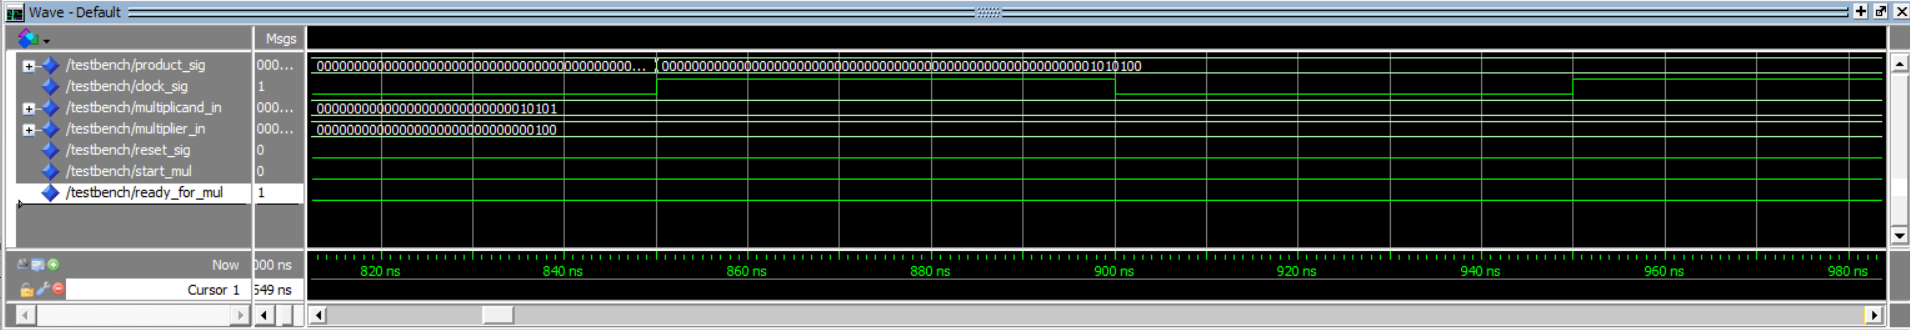 Wave - Default
Msgs
/testbench/product_sig 000... 000000000000000000000000000000000000000000... 0000000000000000000000000000000000000000000000000000000001010100
/testbench/clock_sig 1
/testbench/multiplicand_in 000... 00000000000000000000000000010101
/testbench/multiplier_in 000... 00000000000000000000000000000100
/testbench/reset_sig 0
/testbench/start_mul 0
/testbench/ready_for_mul 1
Now 000 ns 820 ns 840 ns 860 ns 880 ns 900 ns 920 ns 940 ns 960 ns 980 ns
Cursor 1 549 ns